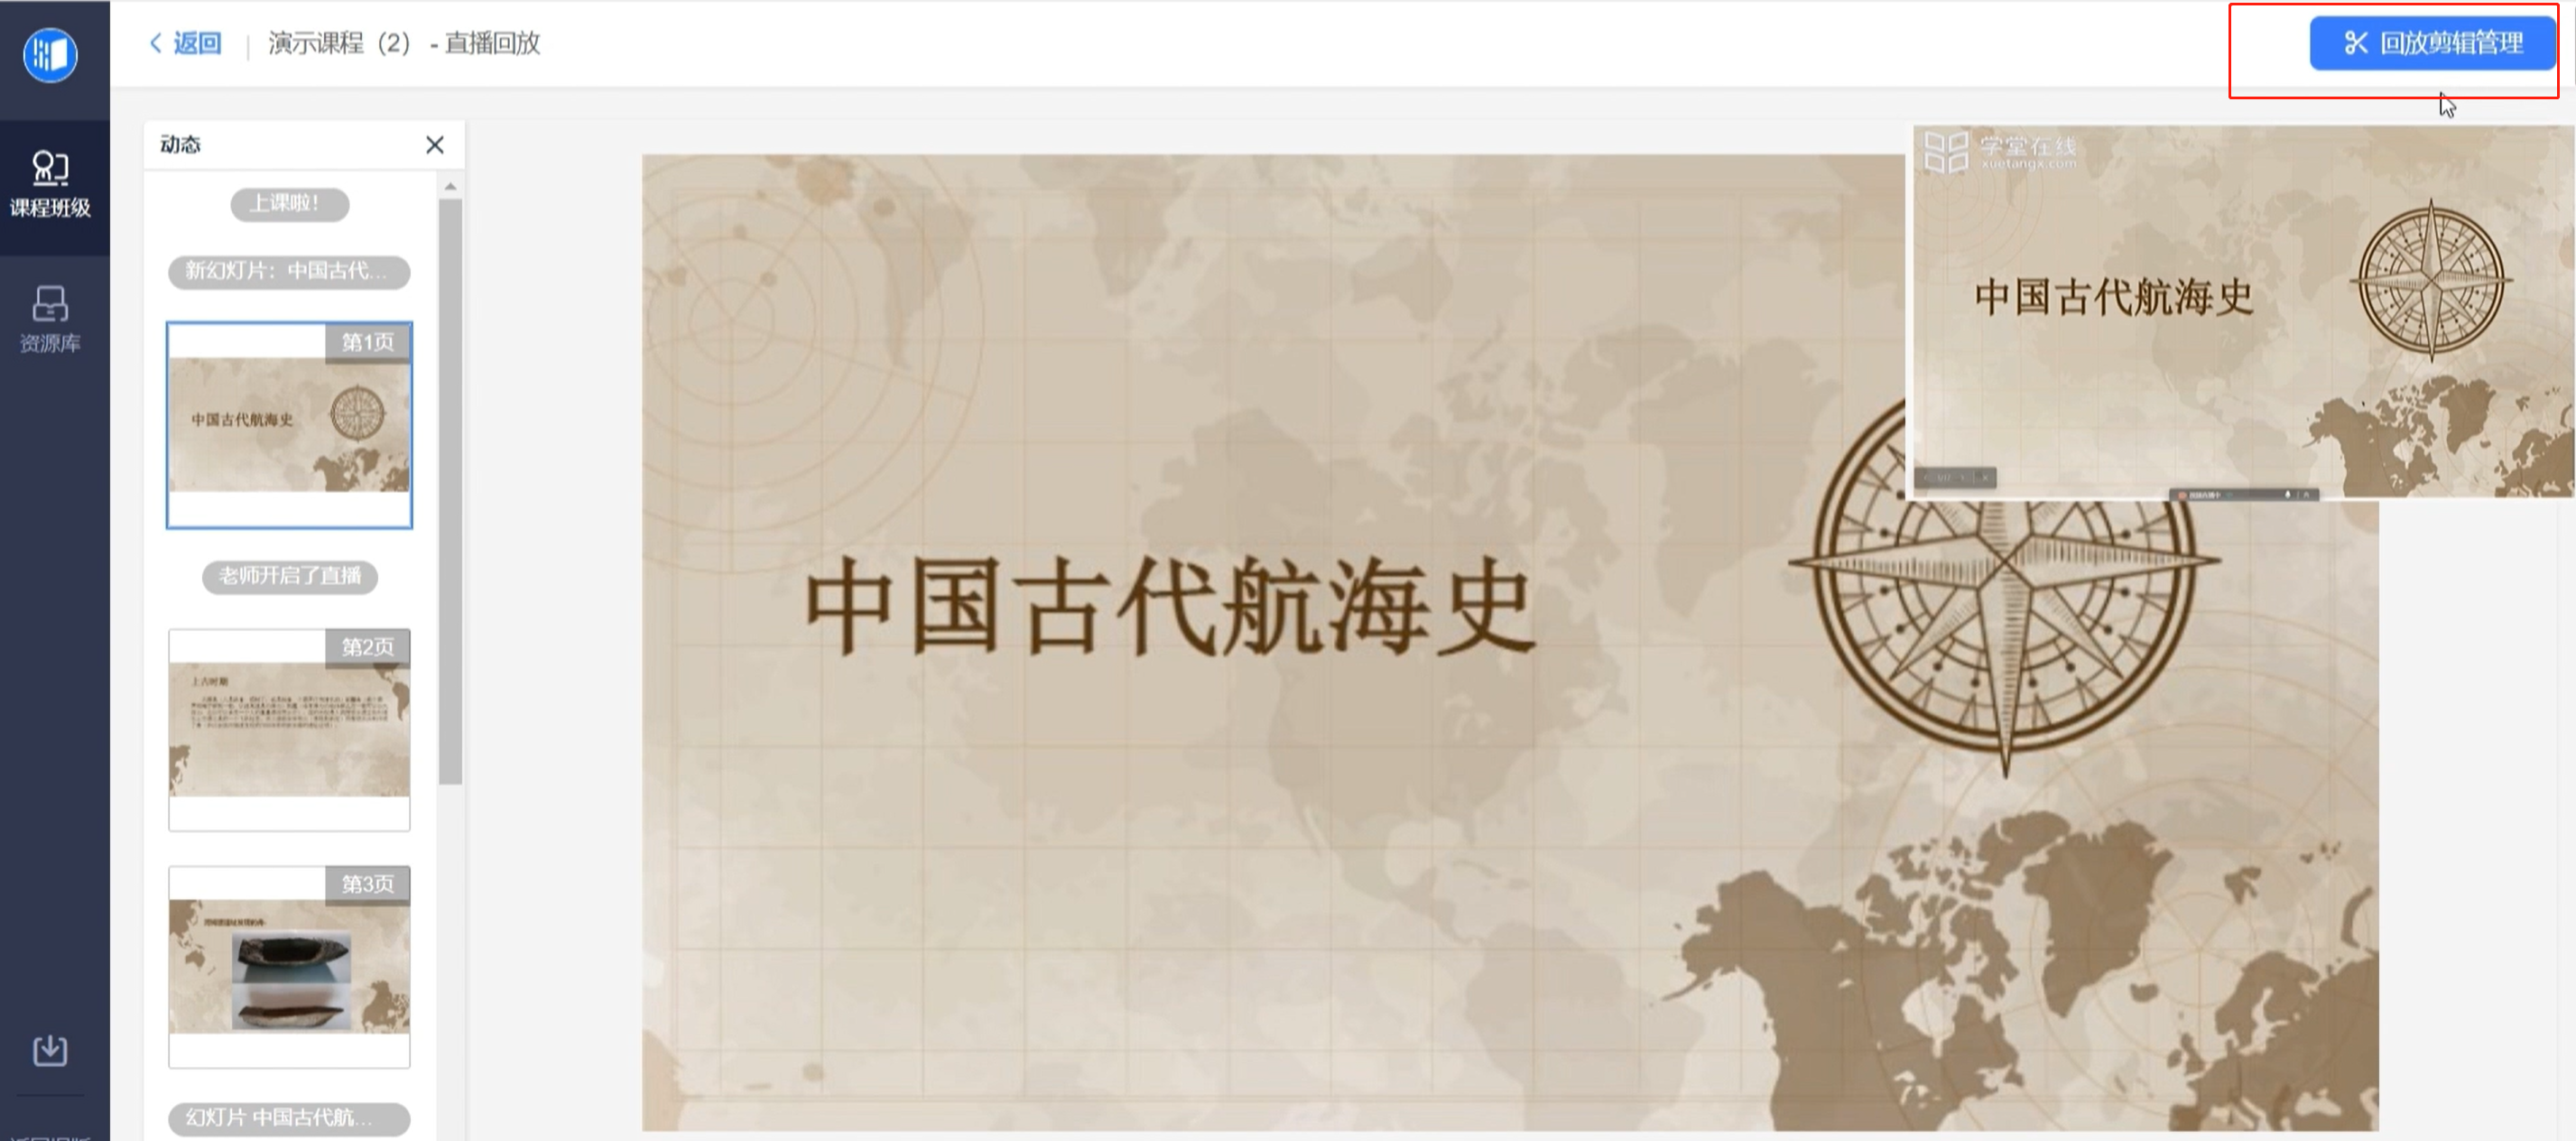 返回
演示课程（2） - 直播回放
回放剪辑管理
课程班级
资源库
动态
上课啦！
新幻灯片：中国古代...
第1页
中国古代航海史
老师开启了直播
第2页
上古时期
第3页
幻灯片 中国古代航...
中国古代航海史
学堂在线
xuetangx.com
中国古代航海史